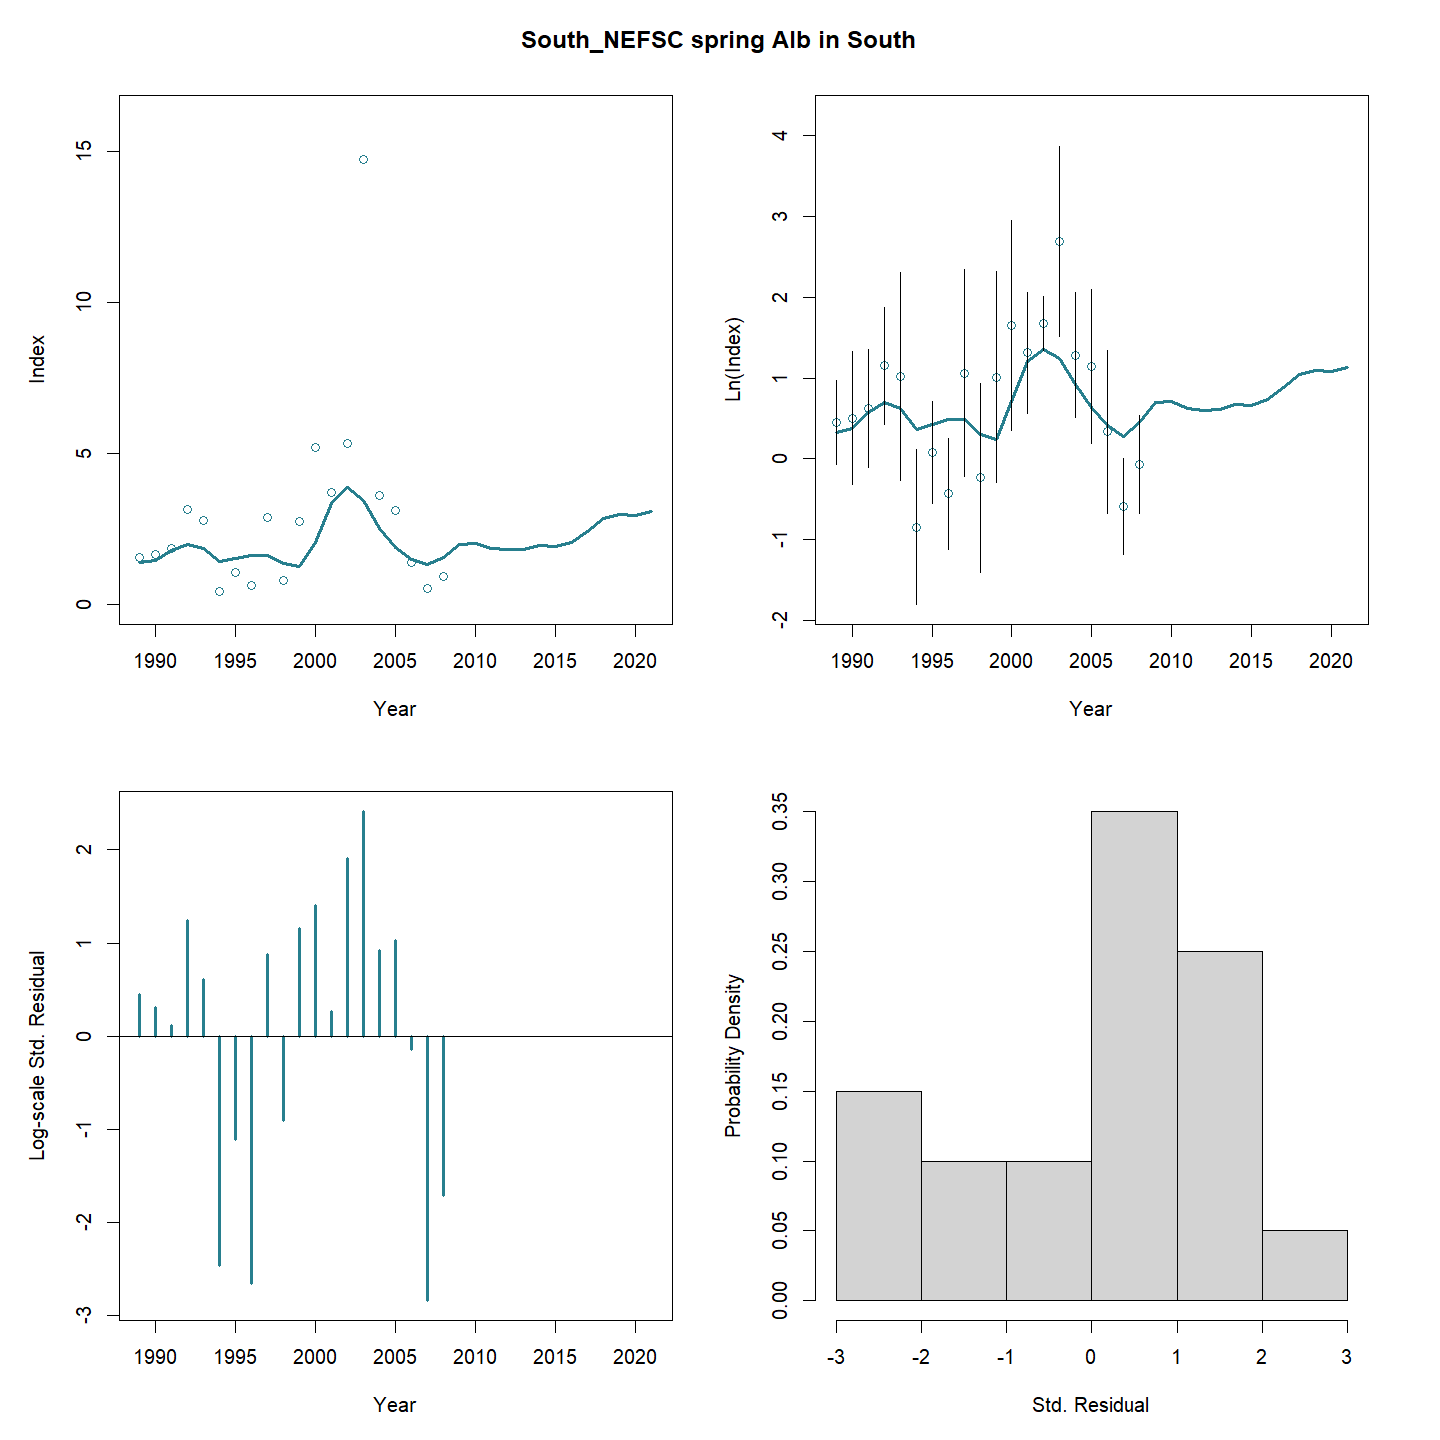 South_NEFSC spring Alb in South
Index
15
10
5
0
1990 1995 2000 2005 2010 2015 2020
Year
Ln(Index)
4
3
2
1
0
-1
-2
1990 1995 2000 2005 2010 2015 2020
Year
Log-scale Std. Residual
2
1
0
-1
-2
-3
1990 1995 2000 2005 2010 2015 2020
Year
Probability Density
0.35
0.30
0.25
0.20
0.15
0.10
0.05
0.00
-3 -2 -1 0 1 2 3
Std. Residual